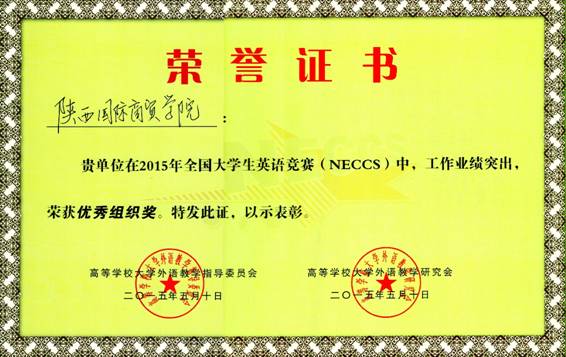 荣誉证书
陕西国际商贸学院：
贵单位在2015年全国大学生英语竞赛（NECCS）中，工作业绩突出，
荣获优秀组织奖。特发此证，以示表彰。
高等学校大学外语教学指导委员会
二〇一五年五月十日
高等学校大学外语教学研究会
二〇一五年五月十日